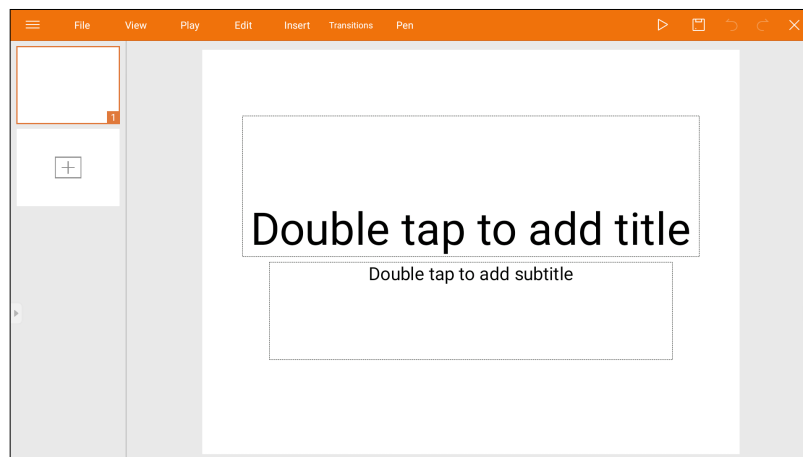 File View Play Edit Insert Transitions Pen
1
Double tap to add title
Double tap to add subtitle